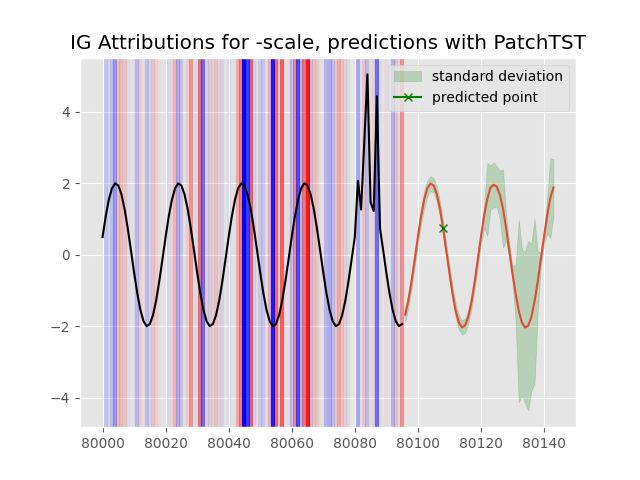 IG Attributions for -scale, predictions with PatchTST
standard deviation
predicted point
4
2
0
−2
−4
80000 80020 80040 80060 80080 80100 80120 80140